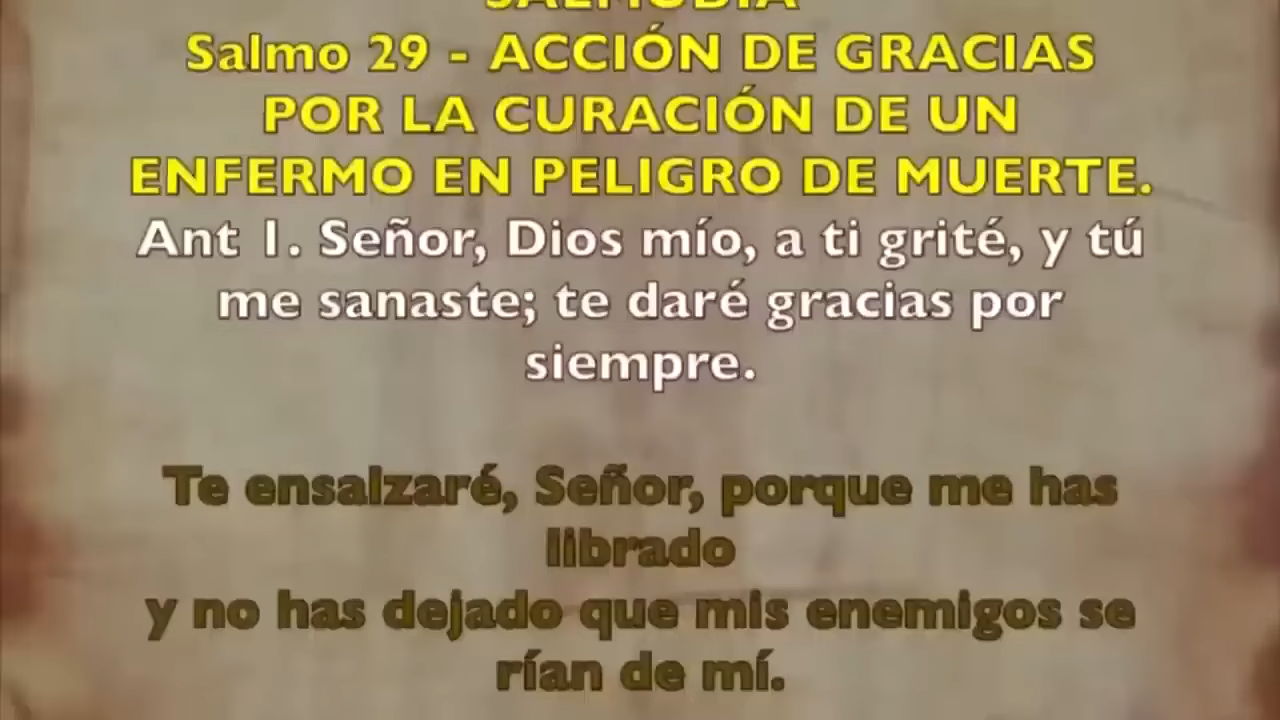 SALMODIA
Salmo 29 - ACCIÓN DE GRACIAS
POR LA CURACIÓN DE UN
ENFERMO EN PELIGRO DE MUERTE.
Ant 1. Señor, Dios mío, a ti grité, y tú
me sanaste; te daré gracias por
siempre.
Te ensalzaré, Señor, porque me has
librado
y no has dejado que mis enemigos se
rían de mí.